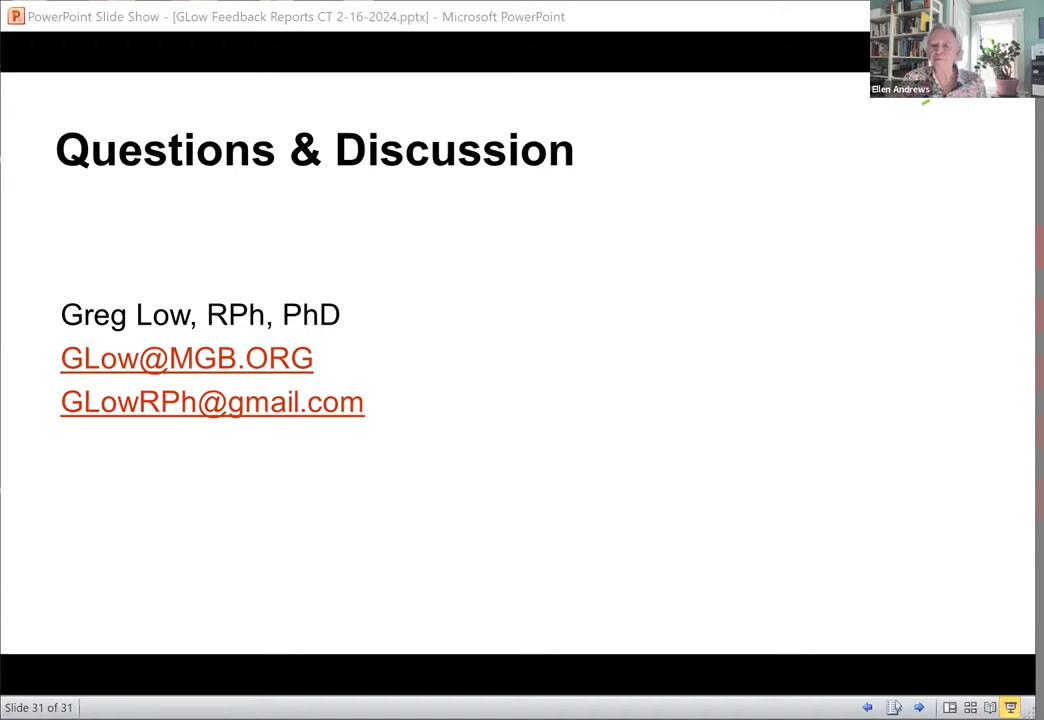 PowerPoint Slide Show - [GLow Feedback Reports CT 2-16-2024.pptx] - Microsoft PowerPoint
Ellen Andrews
Questions & Discussion
Greg Low, RPh, PhD
GLow@MGB.ORG
GLowRPh@gmail.com
Slide 31 of 31